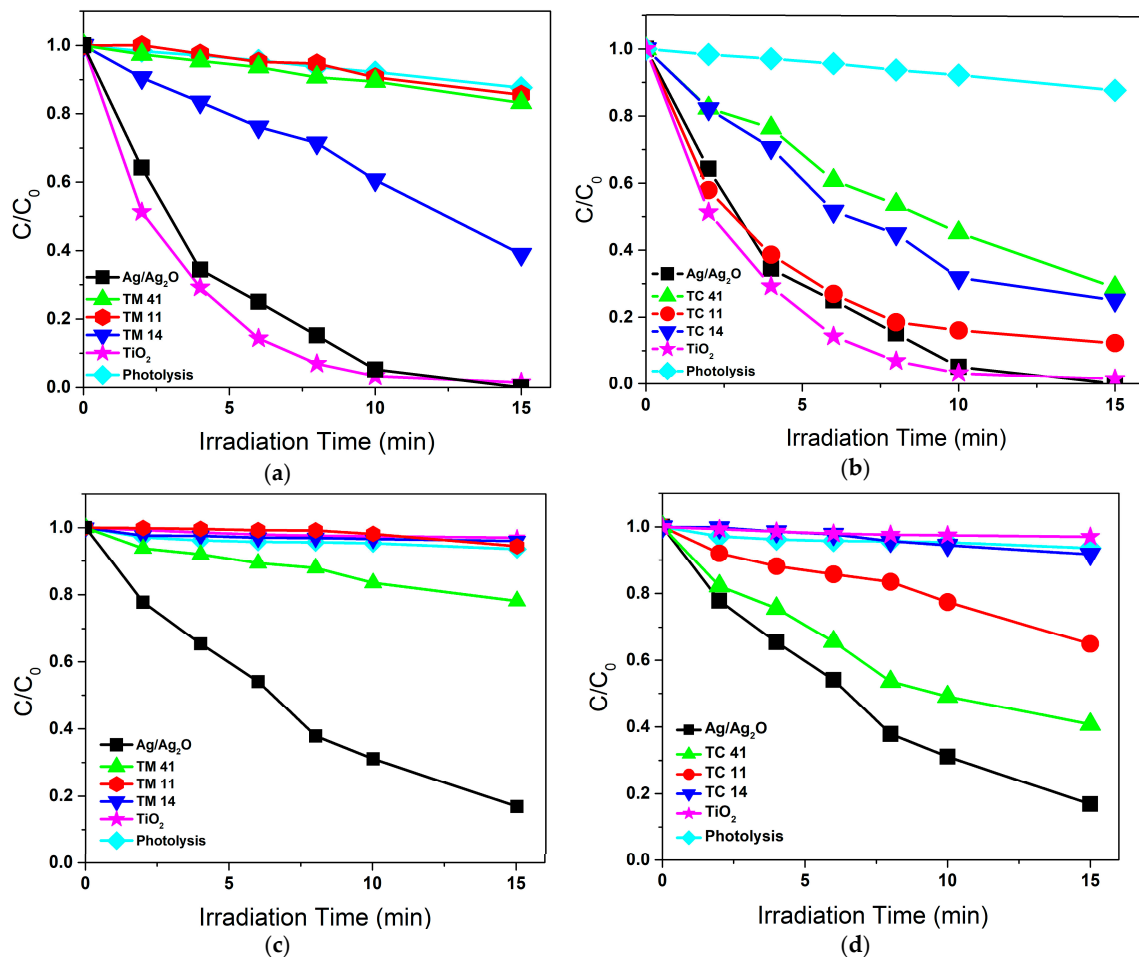 C/C₀
1.0
0.8
0.6
0.4
0.2
0.0
Ag/Ag₂O
TM 41
TM 11
TM 14
TiO₂
Photolysis
0 5 10 15
Irradiation Time (min)
(a)
C/C₀
1.0
0.8
0.6
0.4
0.2
0.0
Ag/Ag₂O
TC 41
TC 11
TC 14
TiO₂
Photolysis
0 5 10 15
Irradiation Time (min)
(b)
C/C₀
1.0
0.8
0.6
0.4
0.2
0.0
Ag/Ag₂O
TM 41
TM 11
TM 14
TiO₂
Photolysis
0 5 10 15
Irradiation Time (min)
(c)
C/C₀
1.0
0.8
0.6
0.4
0.2
0.0
Ag/Ag₂O
TC 41
TC 11
TC 14
TiO₂
Photolysis
0 5 10 15
Irradiation Time (min)
(d)